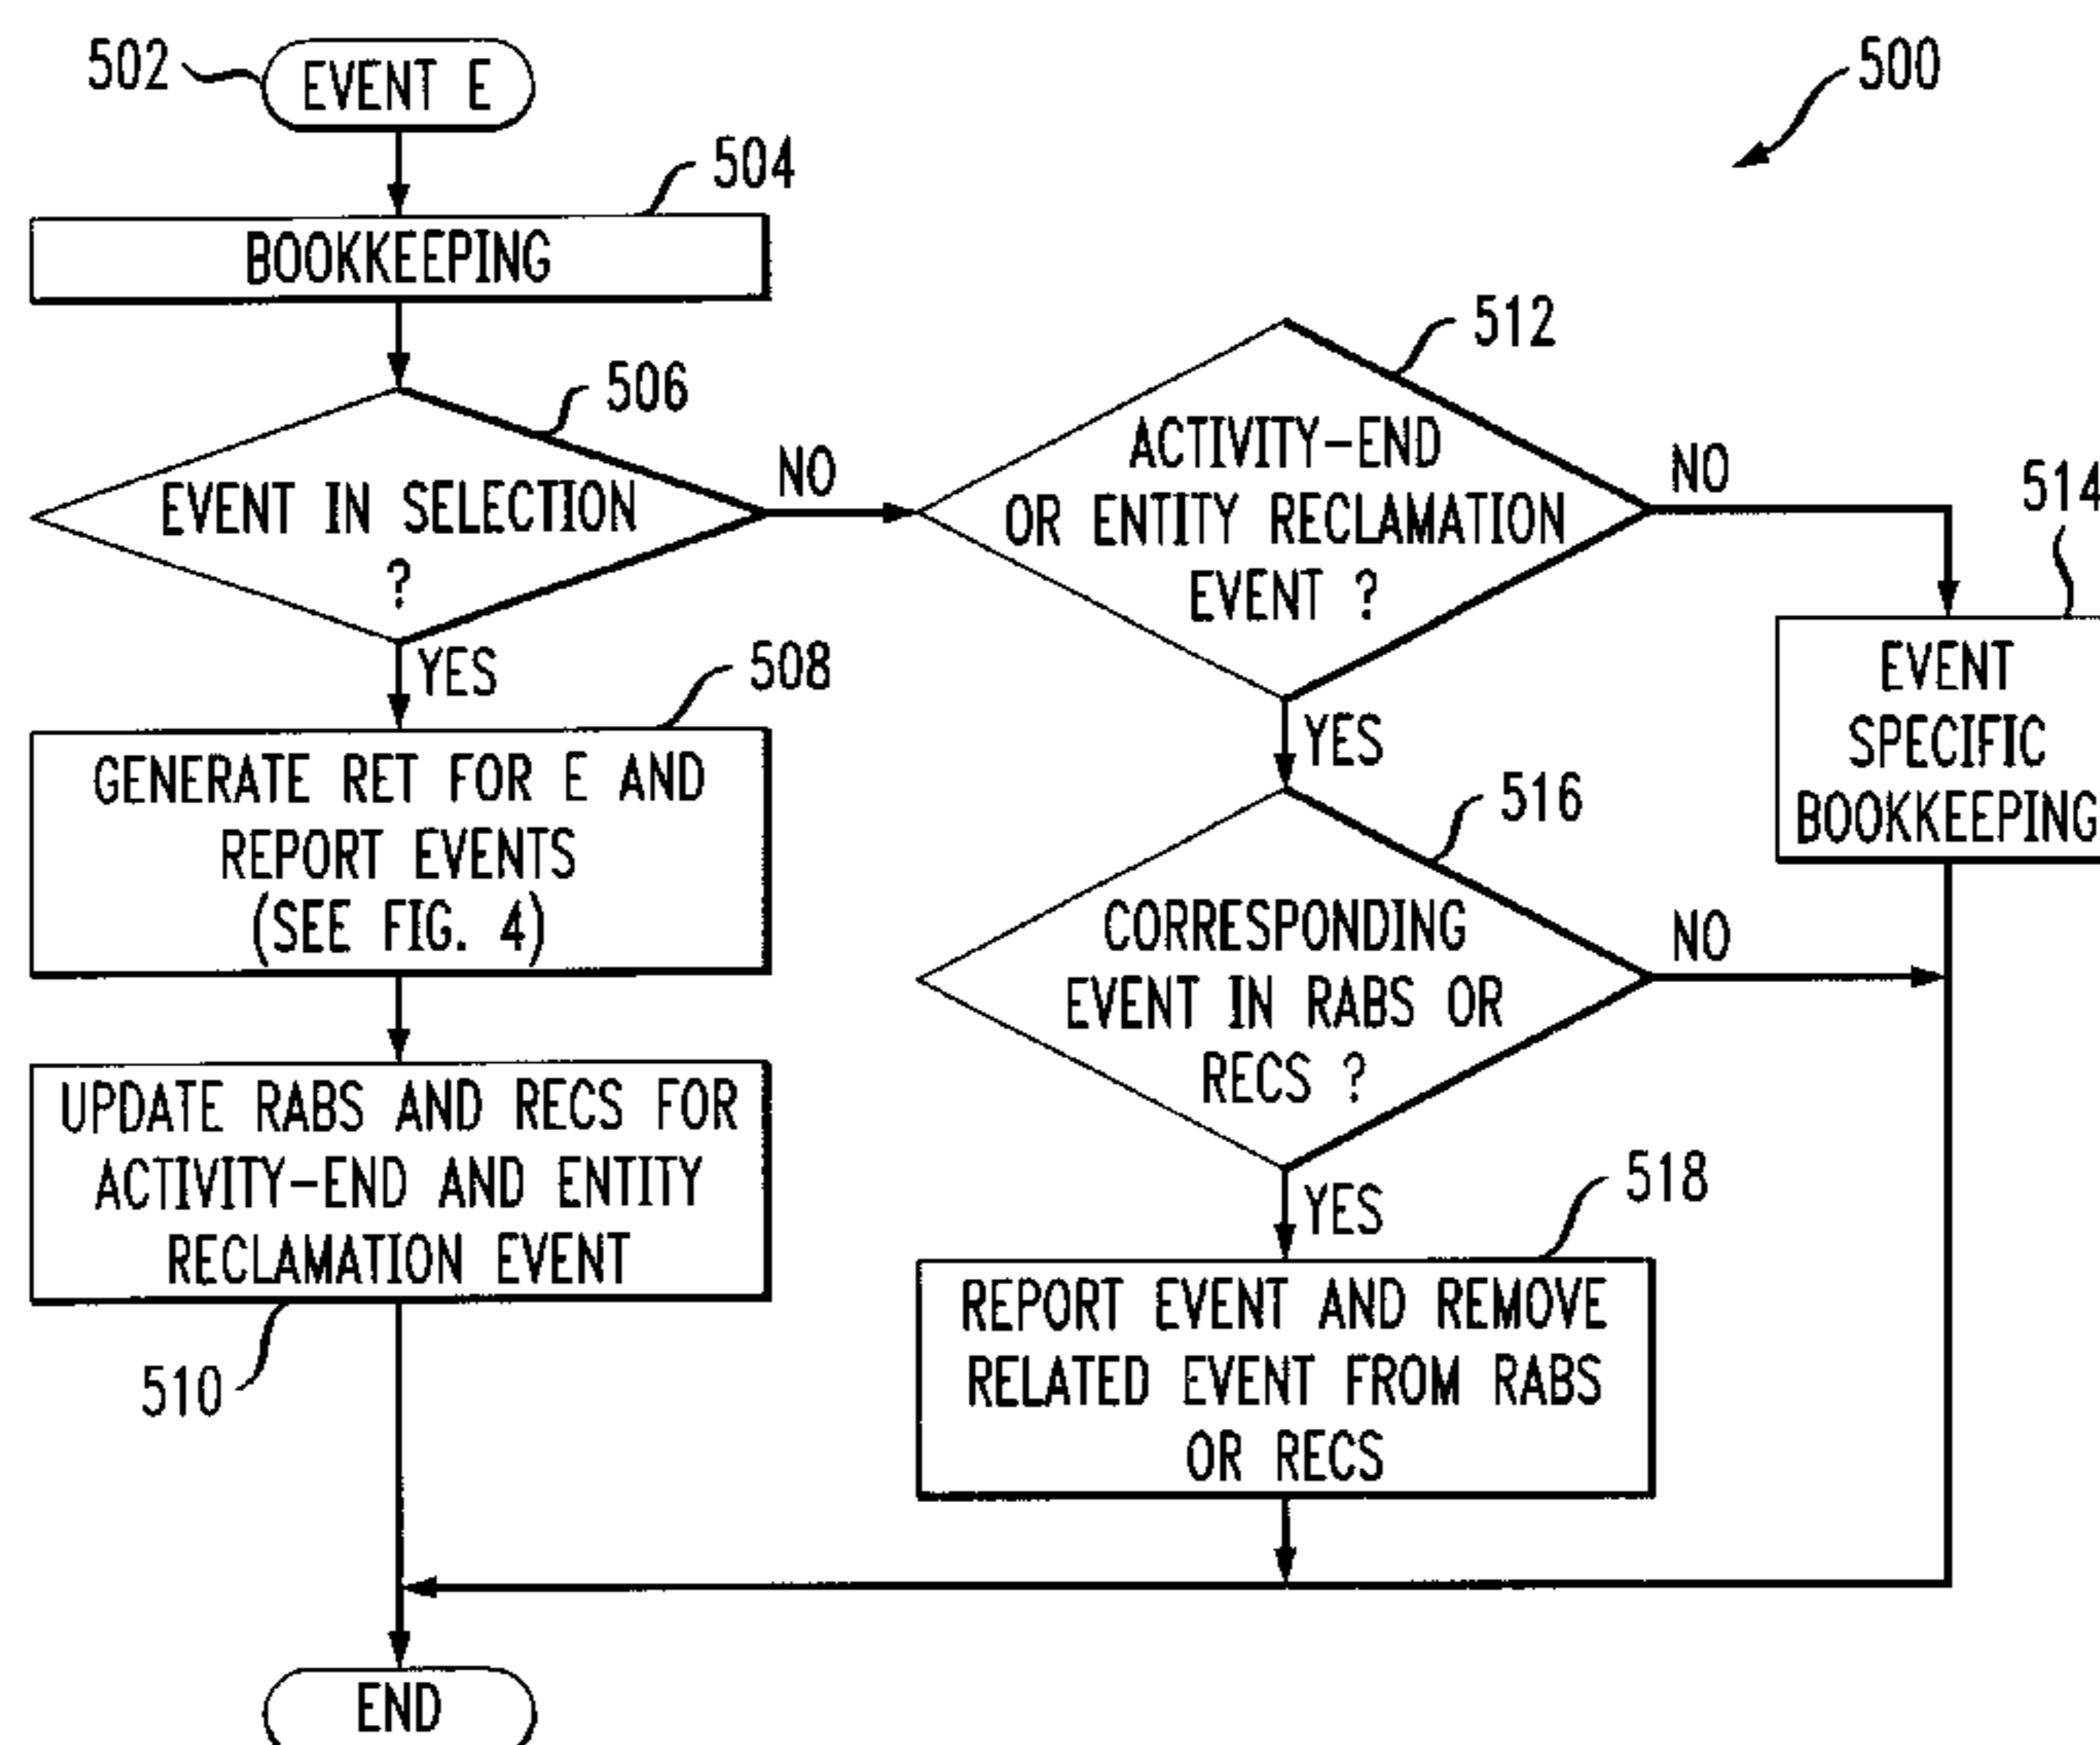 502
EVENT E
500
504
BOOKKEEPING
506
EVENT IN SELECTION
?
NO
YES
512
ACTIVITY-END
OR ENTITY RECLAMATION
EVENT ?
NO
YES
514
EVENT
SPECIFIC
BOOKKEEPING
508
GENERATE RET FOR E AND
REPORT EVENTS
(SEE FIG. 4)
516
CORRESPONDING
EVENT IN RABS OR
RECS ?
NO
YES
UPDATE RABS AND RECS FOR
ACTIVITY-END AND ENTITY
RECLAMATION EVENT
510
518
REPORT EVENT AND REMOVE
RELATED EVENT FROM RABS
OR RECS
END